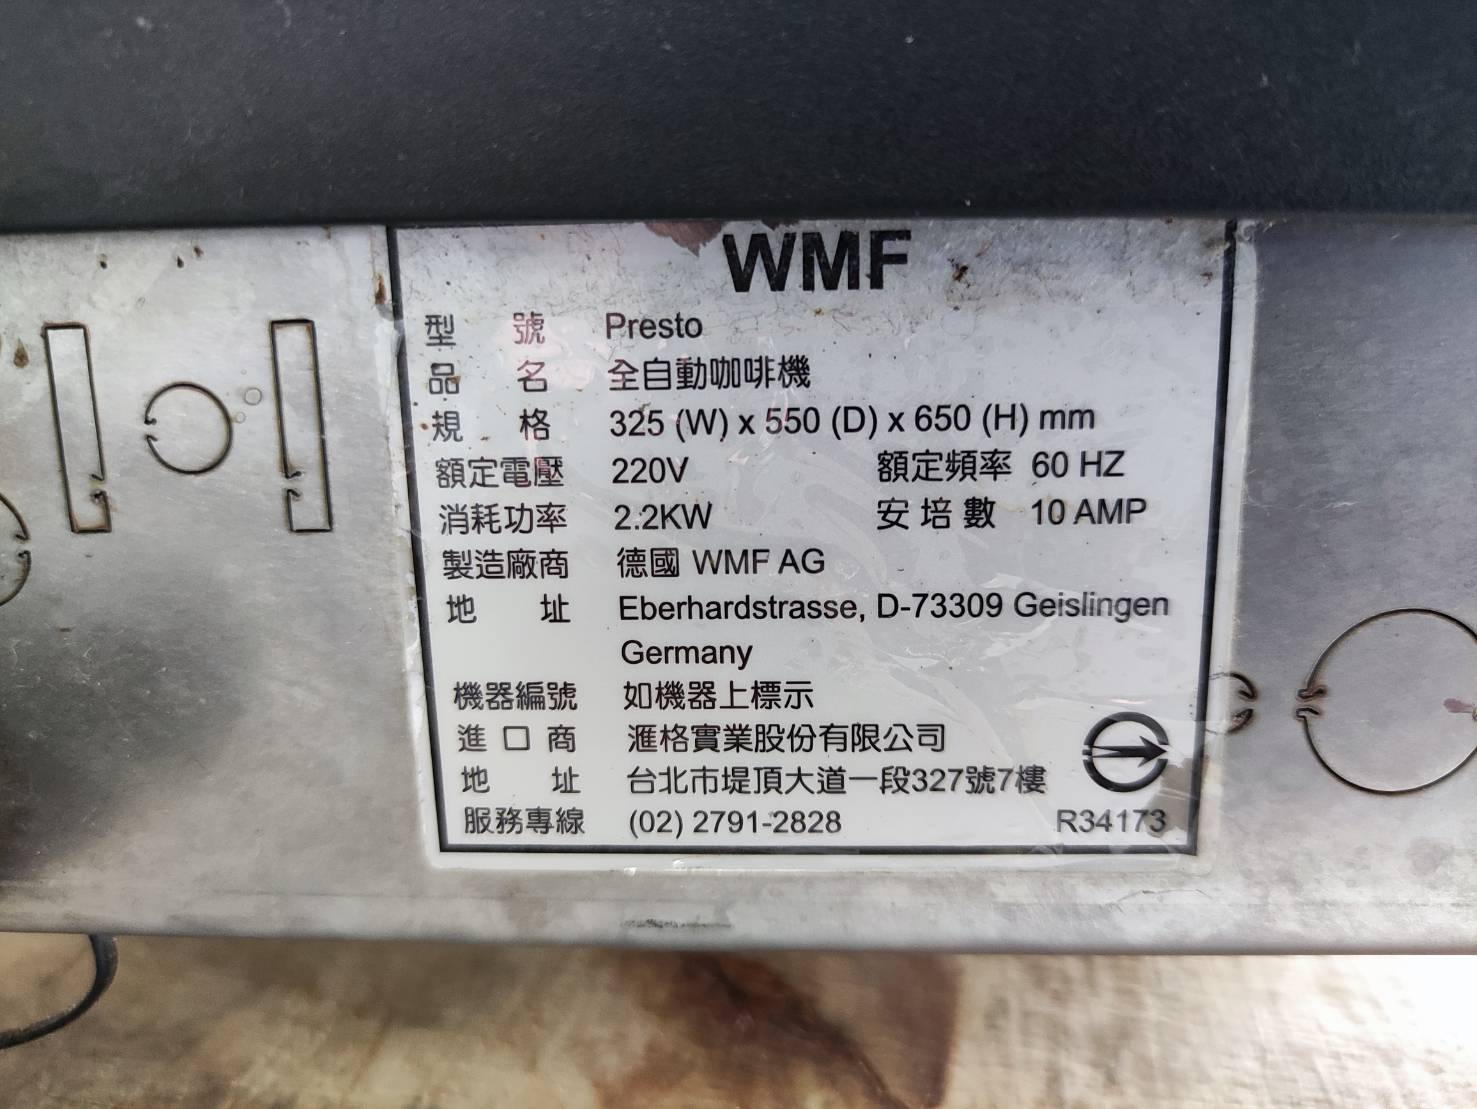 WMF
型 號 Presto
品 名 全自動咖啡機
規 格 325 (W) x 550 (D) x 650 (H) mm
額定電壓 220V 額定頻率 60 HZ
消耗功率 2.2KW 安培數 10 AMP
製造廠商 德國 WMF AG
地 址 Eberhardstrasse, D-73309 Geislingen
Germany
機器編號 如機器上標示
進口商 滙格實業股份有限公司
地 址 台北市堤頂大道一段327號7樓
服務專線 (02) 2791-2828 R34173